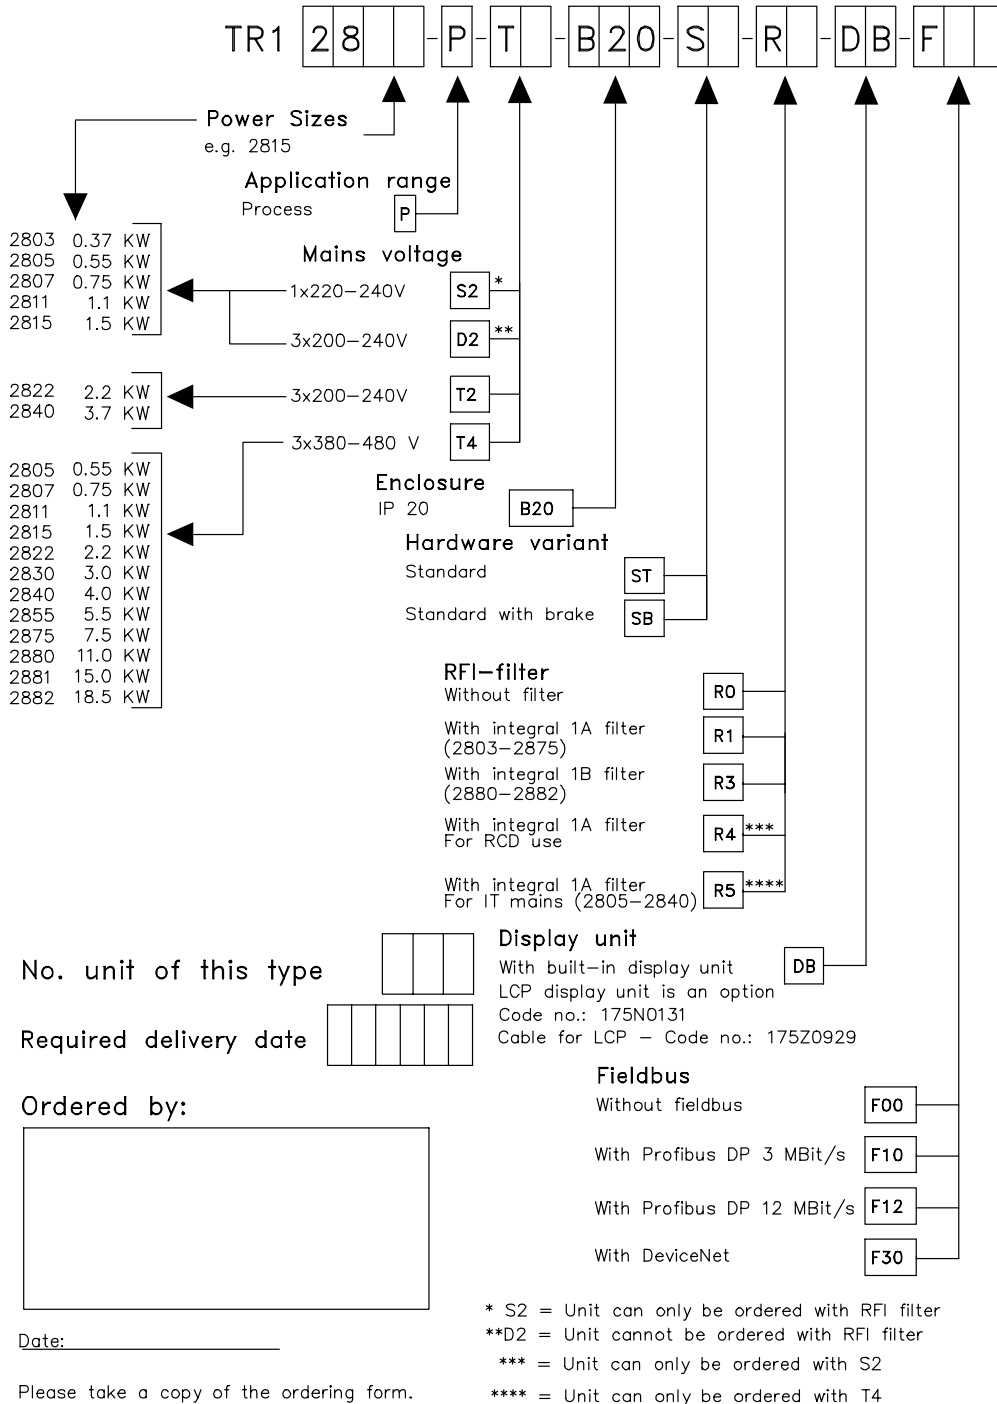 TR1 28 -P-T -B20-S -R -DB-F
Power Sizes
e.g. 2815
Application range
Process P
Mains voltage
2803 0.37 KW
2805 0.55 KW
2807 0.75 KW
2811 1.1 KW
2815 1.5 KW
1x220-240V S2 *
3x200-240V D2 **
2822 2.2 KW
2840 3.7 KW
3x200-240V T2
3x380-480 V T4
2805 0.55 KW
2807 0.75 KW
2811 1.1 KW
2815 1.5 KW
2822 2.2 KW
2830 3.0 KW
2840 4.0 KW
2855 5.5 KW
2875 7.5 KW
2880 11.0 KW
2881 15.0 KW
2882 18.5 KW
Enclosure
IP 20 B20
Hardware variant
Standard ST
Standard with brake SB
RFI-filter
Without filter R0
With integral 1A filter R1
(2803-2875)
With integral 1B filter R3
(2880-2882)
With integral 1A filter
For RCD use R4 ***
With integral 1A filter R5 ****
For IT mains (2805-2840)
Display unit
With built-in display unit DB
LCP display unit is an option
Code no.: 175N0131
Cable for LCP - Code no.: 175Z0929
No. unit of this type
Required delivery date
Ordered by:
Fieldbus
Without fieldbus F00
With Profibus DP 3 MBit/s F10
With Profibus DP 12 MBit/s F12
With DeviceNet F30
Date:
Please take a copy of the ordering form.
* S2 = Unit can only be ordered with RFI filter
**D2 = Unit cannot be ordered with RFI filter
*** = Unit can only be ordered with S2
**** = Unit can only be ordered with T4